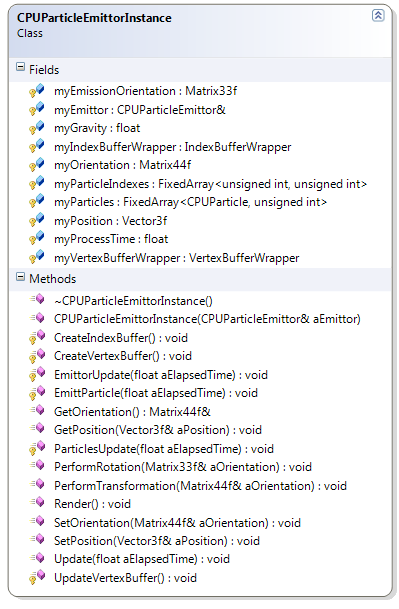 CPUParticleEmittorInstance
Class
Fields
myEmissionOrientation : Matrix33f
myEmittor : CPUParticleEmittor&
myGravity : float
myIndexBufferWrapper : IndexBufferWrapper
myOrientation : Matrix44f
myParticleIndexes : FixedArray<unsigned int, unsigned int>
myParticles : FixedArray<CPUParticle, unsigned int>
myPosition : Vector3f
myProcessTime : float
myVertexBufferWrapper : VertexBufferWrapper
Methods
~CPUParticleEmittorInstance()
CPUParticleEmittorInstance(CPUParticleEmittor& aEmittor)
CreateIndexBuffer() : void
CreateVertexBuffer() : void
EmittorUpdate(float aElapsedTime) : void
EmittParticle(float aElapsedTime) : void
GetOrientation() : Matrix44f&
GetPosition(Vector3f& aPosition) : void
ParticlesUpdate(float aElapsedTime) : void
PerformRotation(Matrix33f& aOrientation) : void
PerformTransformation(Matrix44f& aOrientation) : void
Render() : void
SetOrientation(Matrix44f& aOrientation) : void
SetPosition(Vector3f& aPosition) : void
Update(float aElapsedTime) : void
UpdateVertexBuffer() : void